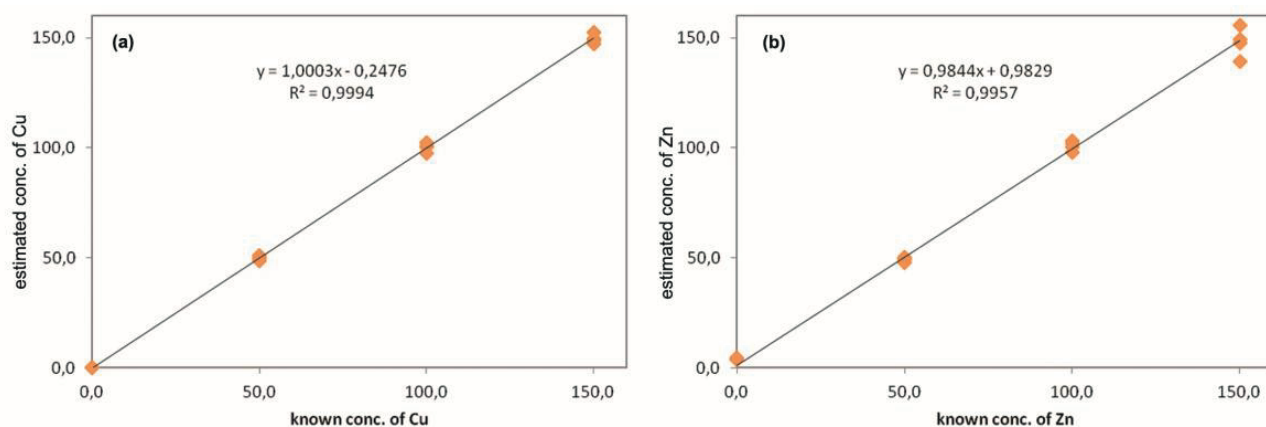 (a)
y = 1,0003x - 0,2476
R² = 0,9994
estimated conc. of Cu
150,0
100,0
50,0
0,0
0,0 50,0 100,0 150,0
known conc. of Cu
(b)
y = 0,9844x + 0,9829
R² = 0,9957
estimated conc. of Zn
150,0
100,0
50,0
0,0
0,0 50,0 100,0 150,0
known conc. of Zn